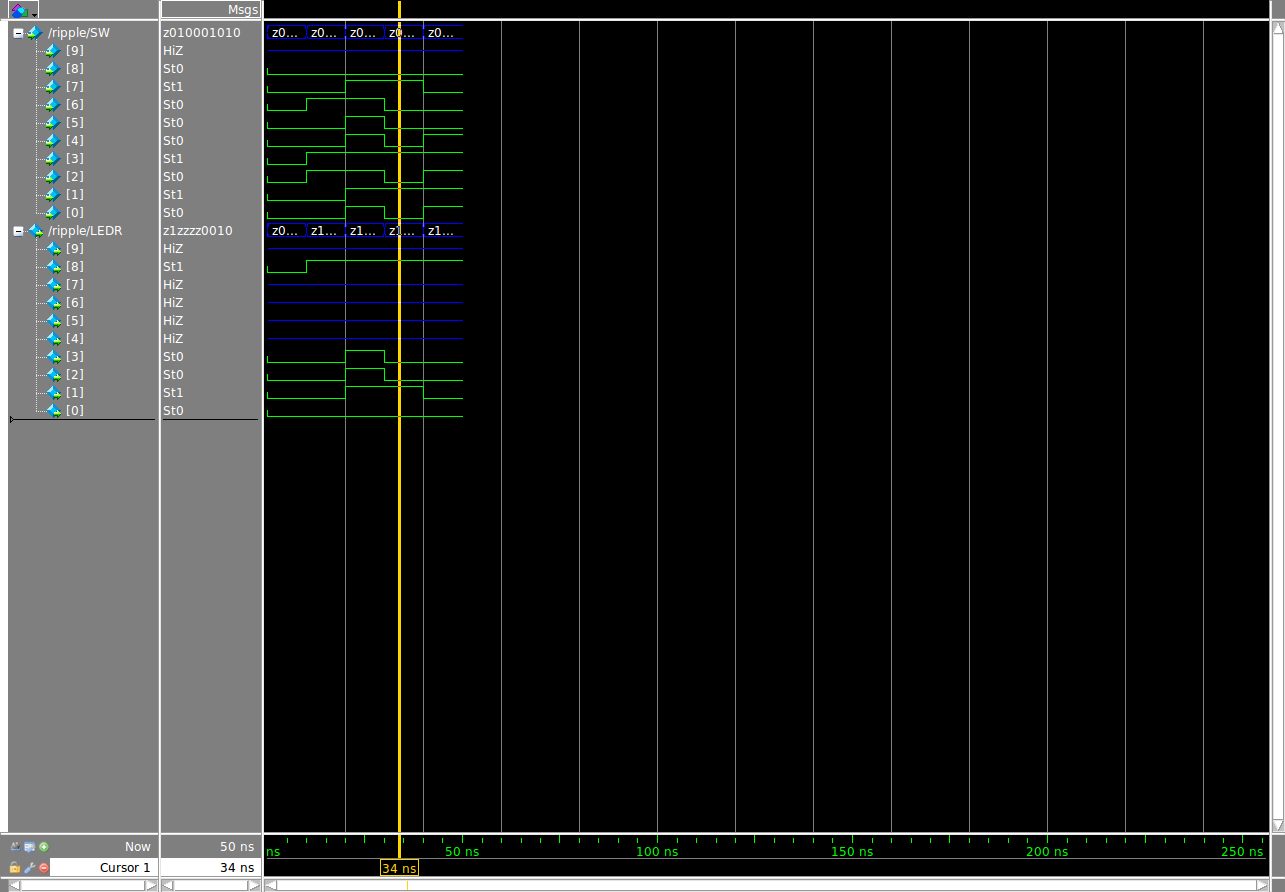 Msgs
/ripple/SW z010001010 z0... z0... z0... z0... z0...
[9] HiZ
[8] St0
[7] St1
[6] St0
[5] St0
[4] St0
[3] St1
[2] St0
[1] St1
[0] St0
/ripple/LEDR z1zzzz0010 z0... z1... z1... z1... z1...
[9] HiZ
[8] St1
[7] HiZ
[6] HiZ
[5] HiZ
[4] HiZ
[3] St0
[2] St0
[1] St1
[0] St0
Now 50 ns ns 50 ns 100 ns 150 ns 200 ns 250 ns
Cursor 1 34 ns 34 ns